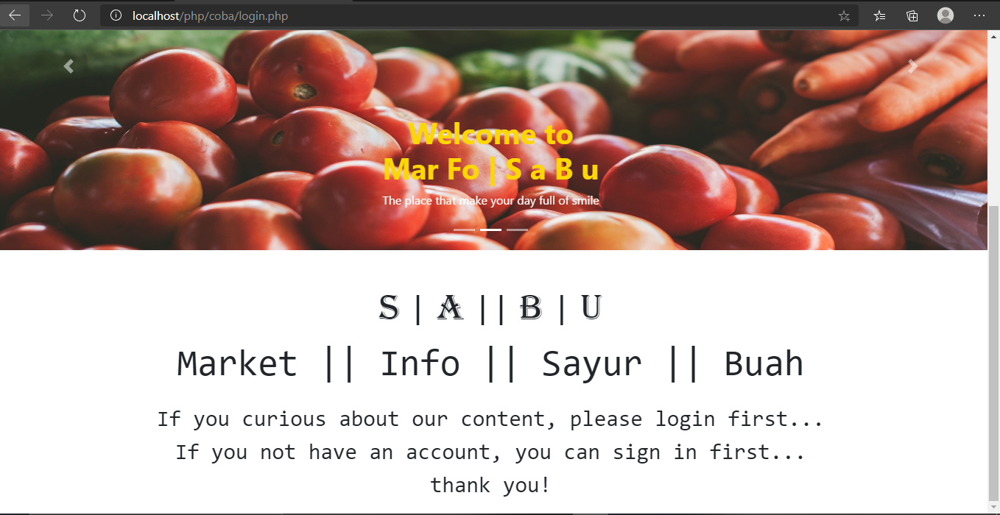 localhost/php/coba/login.php
Welcome to
Mar Fo | S a B u
The place that make your day full of smile
S | A | | B | U
Market || Info || Sayur || Buah
If you curious about our content, please login first...
If you not have an account, you can sign in first...
thank you!